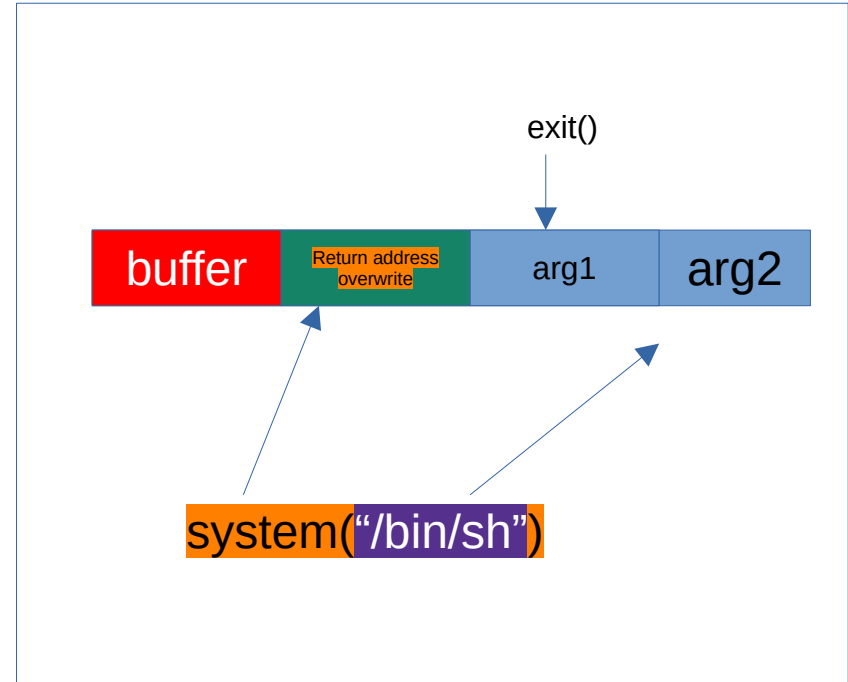 exit()
buffer
Return address
overwrite
arg1
arg2
system(“/bin/sh”)